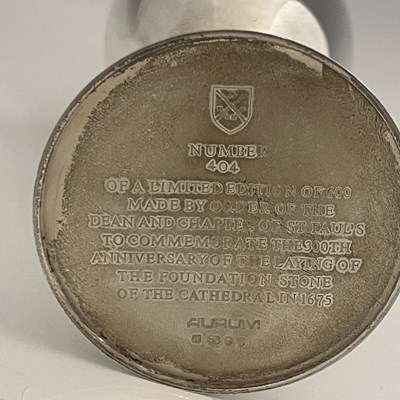 NUMBER
404
OF A LIMITED EDITION OF 600
MADE BY ORDER OF THE
DEAN AND CHAPTER OF ST PAUL'S
TO COMMEMORATE THE 300TH
ANNIVERSARY OF THE LAYING OF
THE FOUNDATION STONE
OF THE CATHEDRAL IN 1675
AURUM